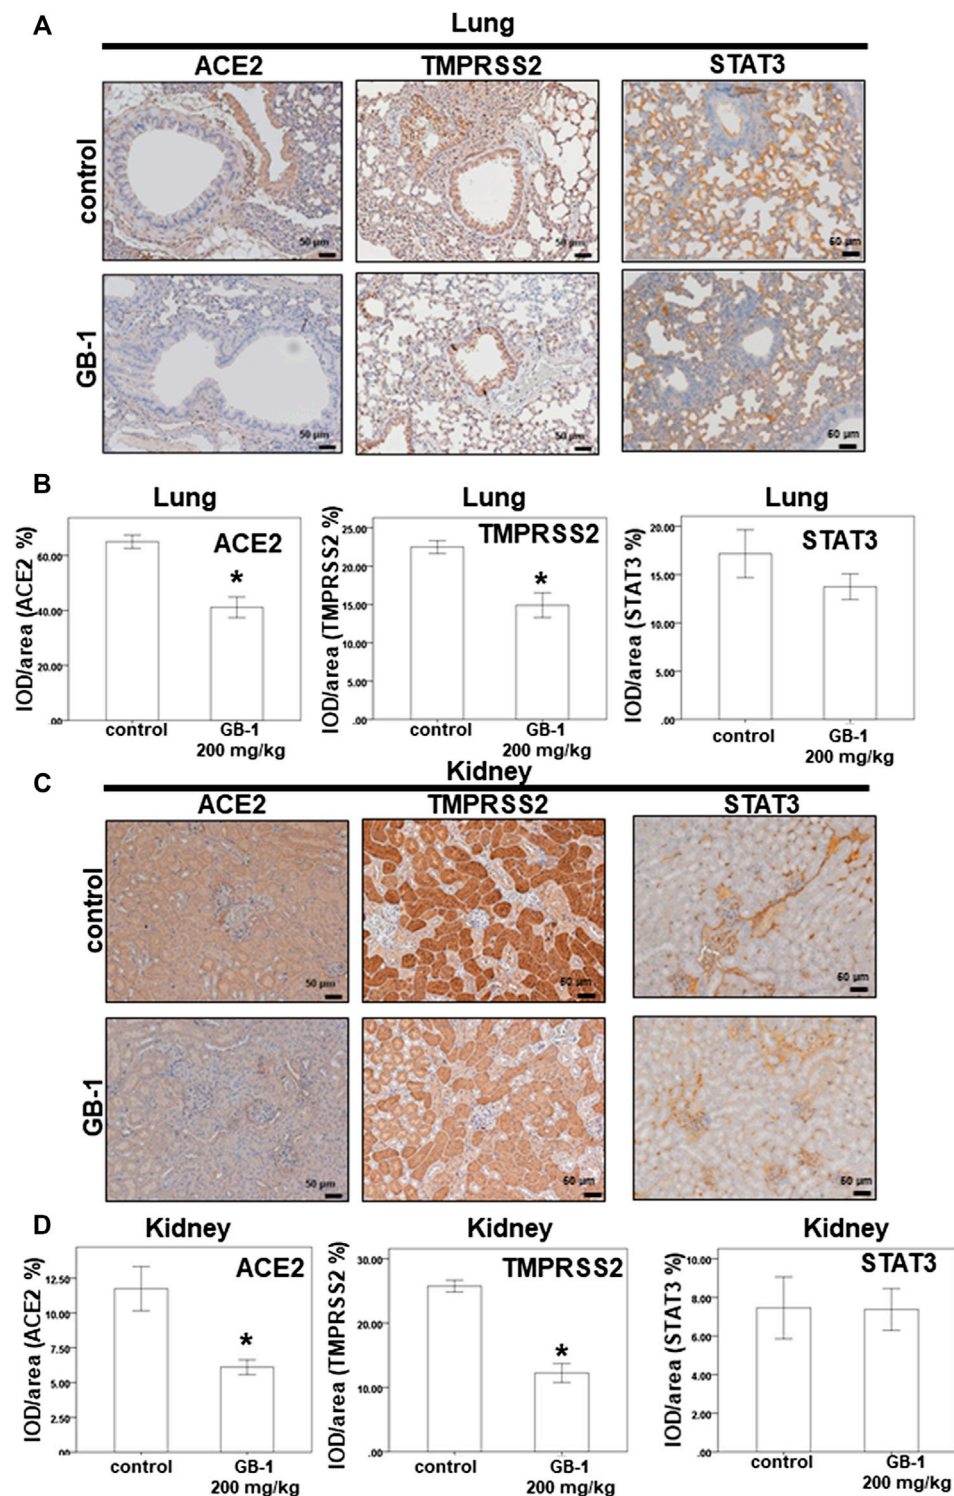 A
Lung
ACE2 TMPRSS2 STAT3
control
50 µm 50 µm 60 µm
GB-1
50 µm 50 µm 60 µm
B
Lung Lung Lung
IOD/area (ACE2 %)
60.00
40.00
20.00
.00
ACE2
*
control GB-1
200 mg/kg
IOD/area (TMPRSS2 %)
25.00
20.00
15.00
10.00
5.00
.00
TMPRSS2
*
control GB-1
200 mg/kg
IOD/area (STAT3 %)
20.00
15.00
10.00
5.00
.00
STAT3
control GB-1
200 mg/kg
C
Kidney
ACE2 TMPRSS2 STAT3
control
50 µm 60 µm 60 µm
GB-1
50 µm 60 µm 60 µm
D
Kidney Kidney Kidney
IOD/area (ACE2 %)
12.50
10.00
7.50
5.00
2.50
.00
ACE2
*
control GB-1
200 mg/kg
IOD/area (TMPRSS2 %)
30.00
20.00
10.00
.00
TMPRSS2
*
control GB-1
200 mg/kg
IOD/area (STAT3 %)
10.00
8.00
6.00
4.00
2.00
.00
STAT3
control GB-1
200 mg/kg